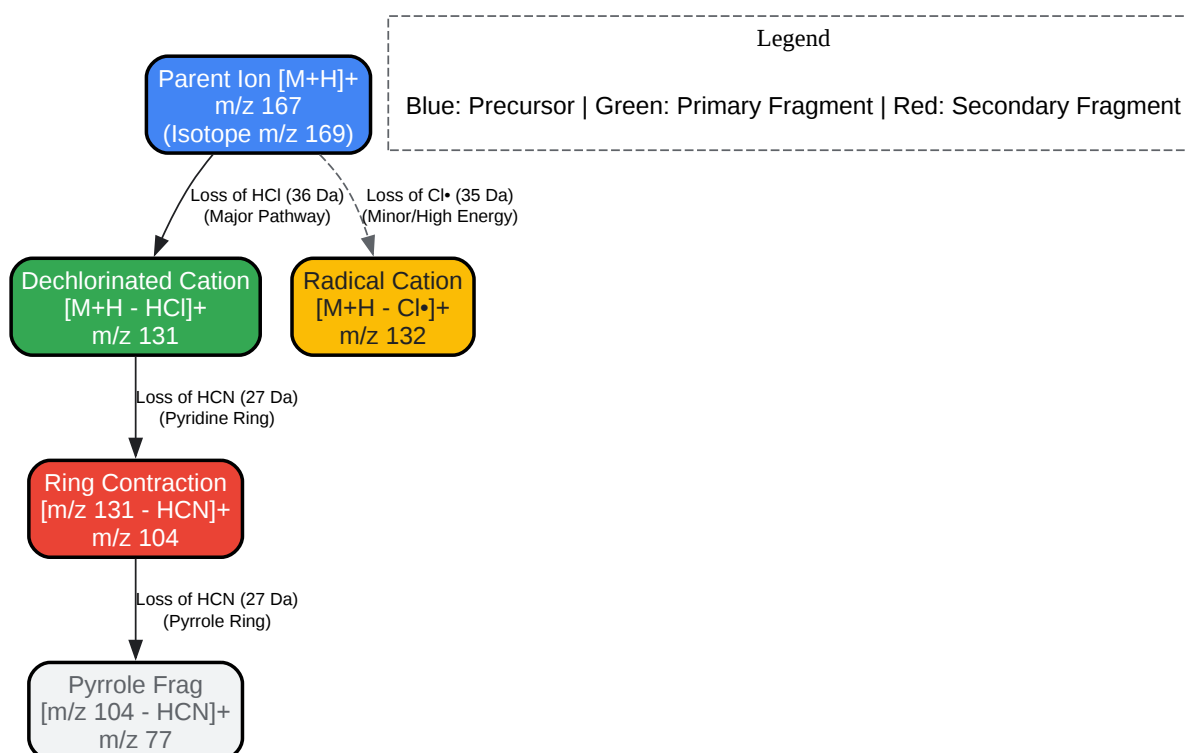 Legend
Blue: Precursor | Green: Primary Fragment | Red: Secondary Fragment
Parent Ion [M+H]+
m/z 167
(Isotope m/z 169)
Loss of HCl (36 Da)
(Major Pathway)
Loss of Cl• (35 Da)
(Minor/High Energy)
Dechlorinated Cation
[M+H - HCl]+
m/z 131
Radical Cation
[M+H - Cl•]+
m/z 132
Loss of HCN (27 Da)
(Pyridine Ring)
Ring Contraction
[m/z 131 - HCN]+
m/z 104
Loss of HCN (27 Da)
(Pyrrole Ring)
Pyrrole Frag
[m/z 104 - HCN]+
m/z 77